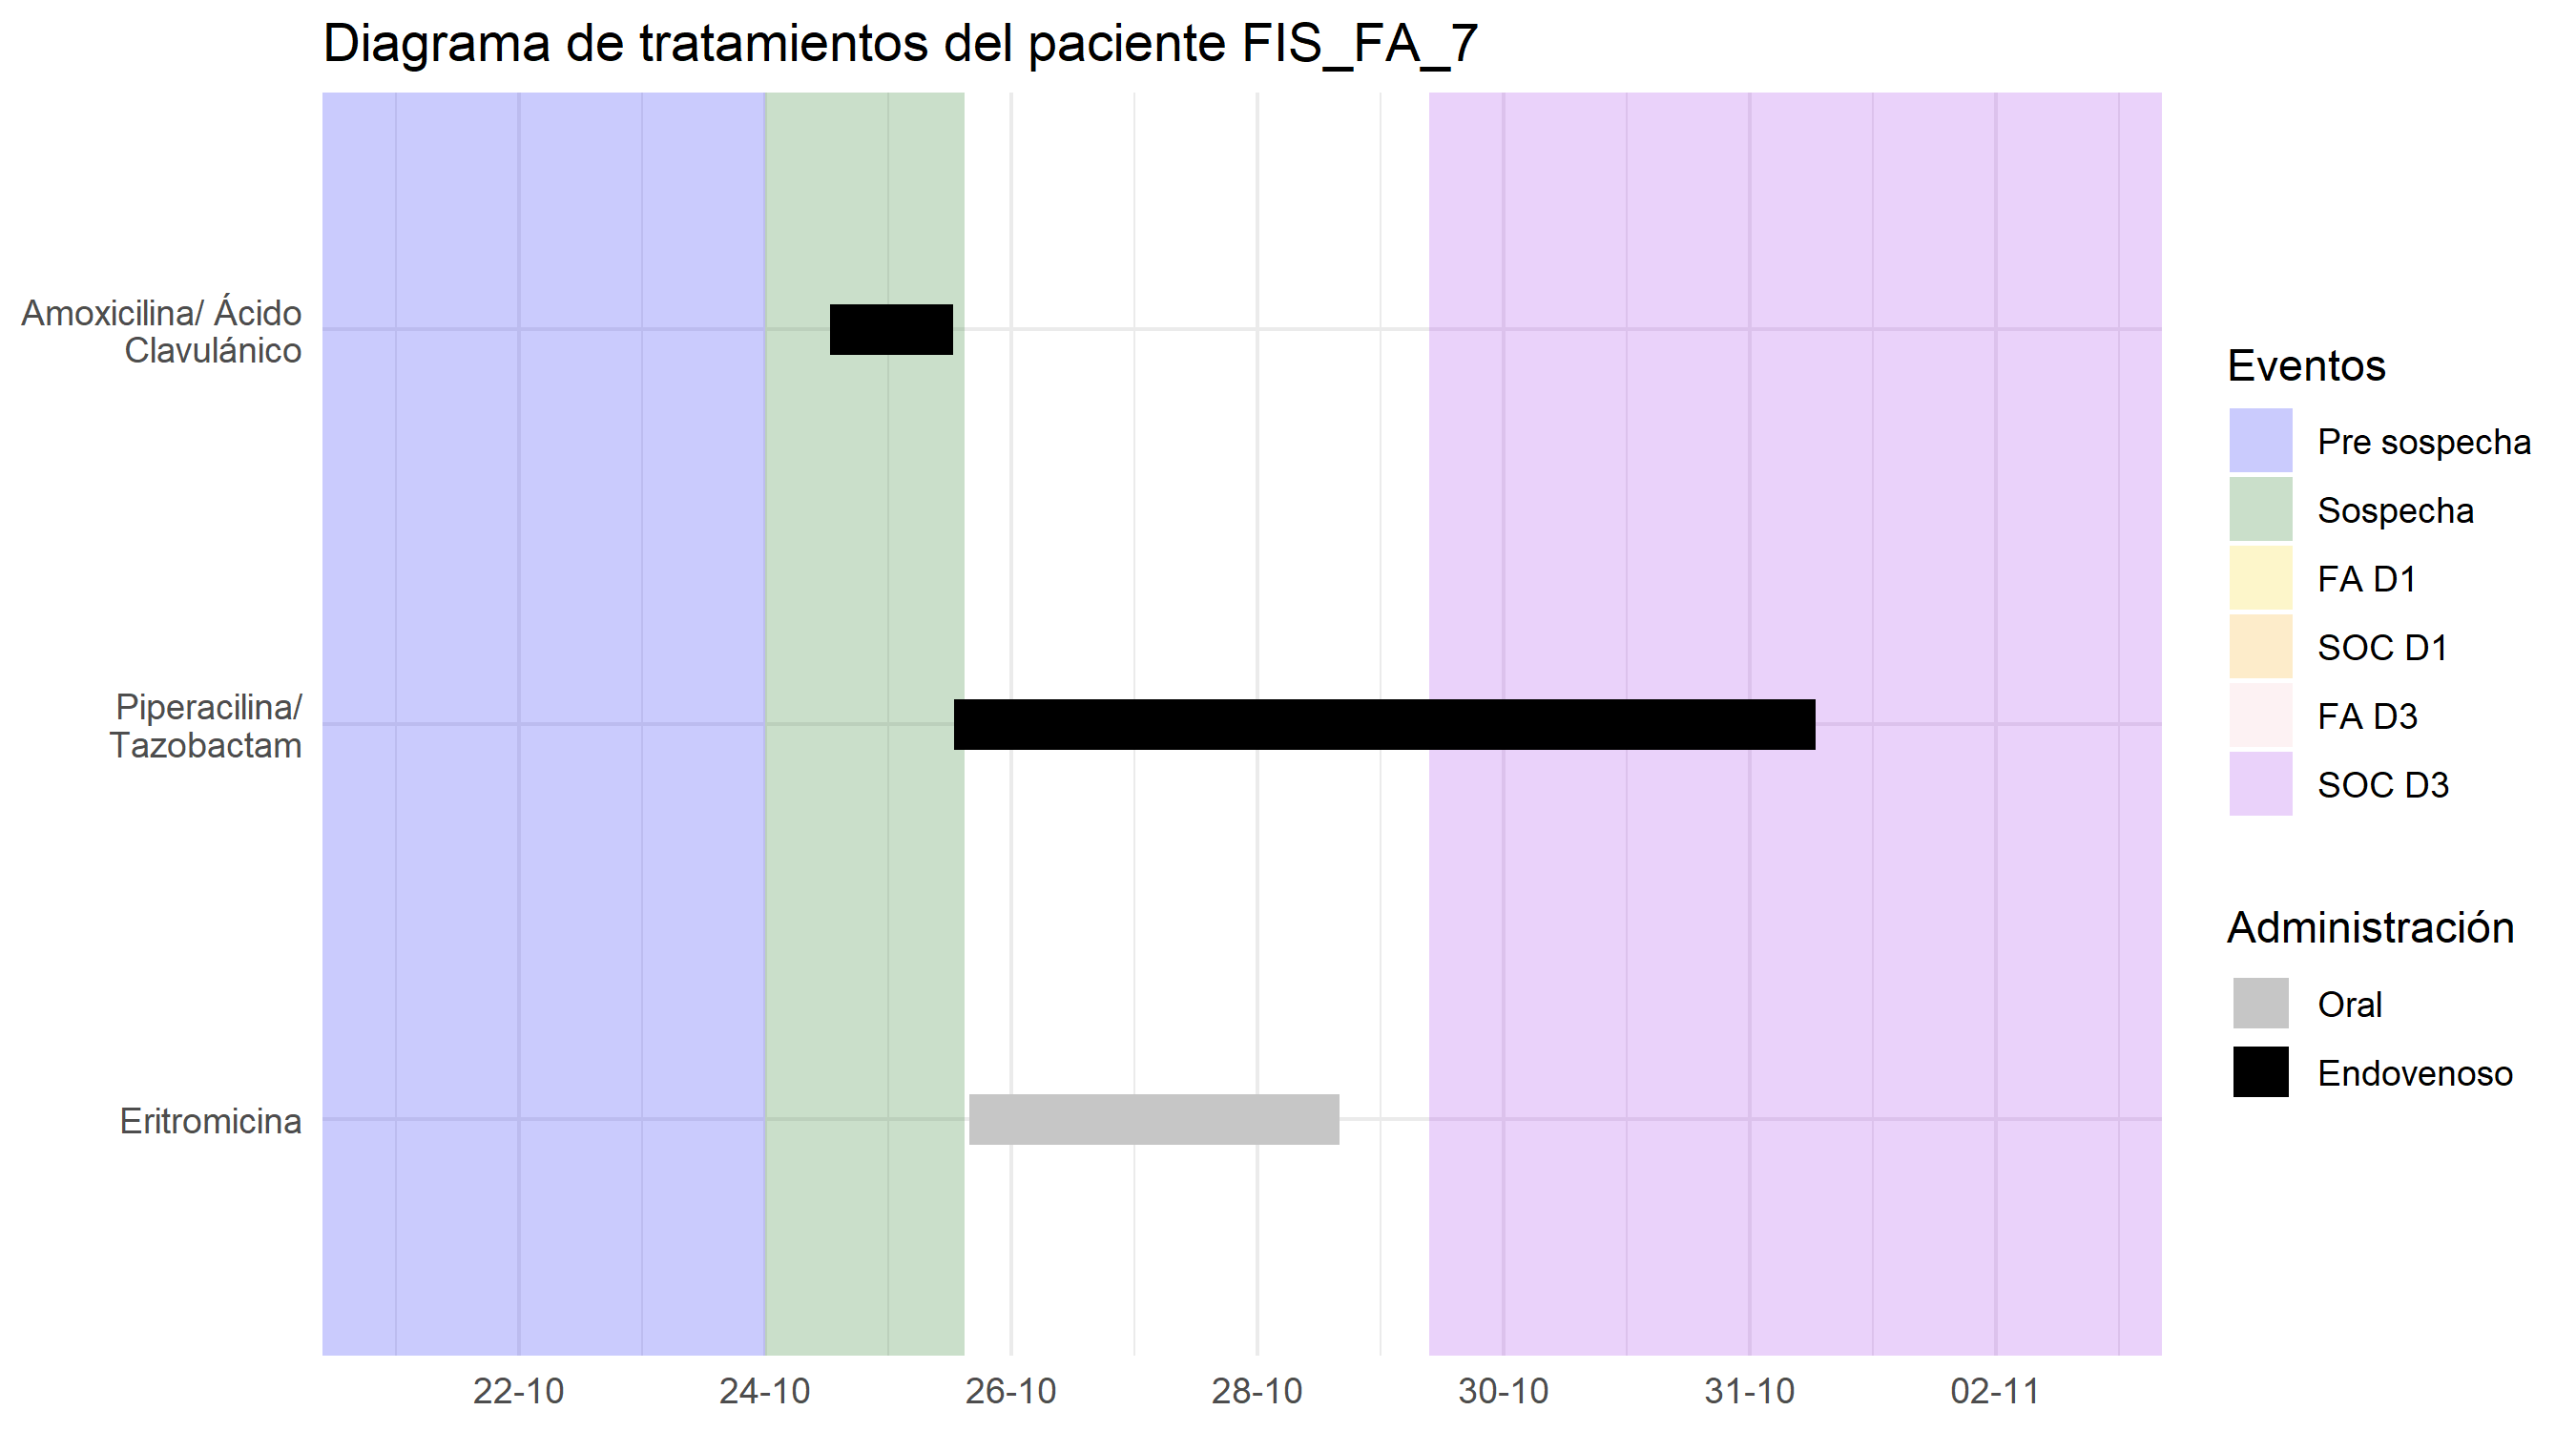 Diagrama de tratamientos del paciente FIS_FA_7
Amoxicilina/ Ácido
Clavulánico
Piperacilina/
Tazobactam
Eritromicina
22-10
24-10
26-10
28-10
30-10
31-10
02-11
Eventos
Pre sospecha
Sospecha
FA D1
SOC D1
FA D3
SOC D3
Administración
Oral
Endovenoso